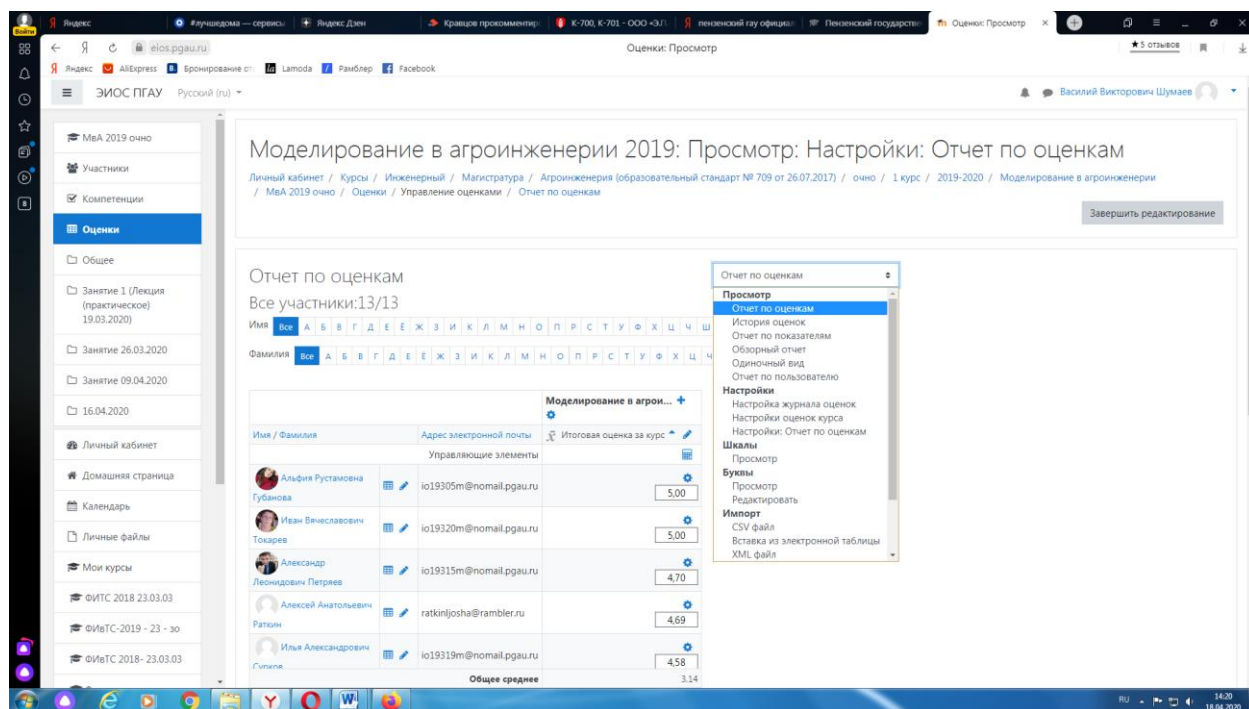 Войти
Яндекс
#лучшедома — сервисы
Яндекс Дзен
Кравцов прокомментир
К-700, К-701 - ООО «З.П.
пензенский гау официал
Пензенский государстве
Оценки: Просмотр
eios.pgau.ru
Оценки: Просмотр
★5 отзывов
Яндекс
AliExpress
Бронирование от
Lamoda
Рамблер
Facebook
ЭИОС ПГАУ
Русский (ru)
Василий Викторович Шумаев
МвА 2019 очно
Участники
Компетенции
Оценки
Общее
Занятие 1 (Лекция
(практическое)
19.03.2020)
Занятие 26.03.2020
Занятие 09.04.2020
16.04.2020
Личный кабинет
Домашняя страница
Календарь
Личные файлы
Мои курсы
ФИТС 2018 23.03.03
ФИвТС-2019 - 23 - зо
ФИвТС 2018- 23.03.03
Моделирование в агроинженерии 2019: Просмотр: Настройки: Отчет по оценкам
Личный кабинет / Курсы / Инженерный / Магистратура / Агроинженерия (образовательный стандарт № 709 от 26.07.2017) / очно / 1 курс / 2019-2020 / Моделирование в агроинженерии
/ МвА 2019 очно / Оценки / Управление оценками / Отчет по оценкам
Завершить редактирование
Отчет по оценкам
Все участники:13/13
Имя Все А Б В Г Д Е Ё Ж З И К Л М Н О П Р С Т У Ф Х Ц Ч Ш
Фамилия Все А Б В Г Д Е Ё Ж З И К Л М Н О П Р С Т У Ф Х Ц Ч
Моделирование в агрои...
Имя / Фамилия
Адрес электронной почты
x̄ Итоговая оценка за курс
Управляющие элементы
Альфия Рустамовна
Губанова
io19305m@nomail.pgau.ru
5,00
Иван Вячеславович
Токарев
io19320m@nomail.pgau.ru
5,00
Александр
Леонидович Петряев
io19315m@nomail.pgau.ru
4,70
Алексей Анатольевич
Раткин
ratkinljosha@rambler.ru
4,69
Илья Александрович
Сурков
io19319m@nomail.pgau.ru
4,58
Общее среднее
3.14
Отчет по оценкам
Просмотр
Отчет по оценкам
История оценок
Отчет по показателям
Обзорный отчет
Одиночный вид
Отчет по пользователю
Настройки
Настройка журнала оценок
Настройки оценок курса
Настройки: Отчет по оценкам
Шкалы
Просмотр
Буквы
Просмотр
Редактировать
Импорт
CSV файл
Вставка из электронной таблицы
XML файл
RU
14:20
18.04.2020